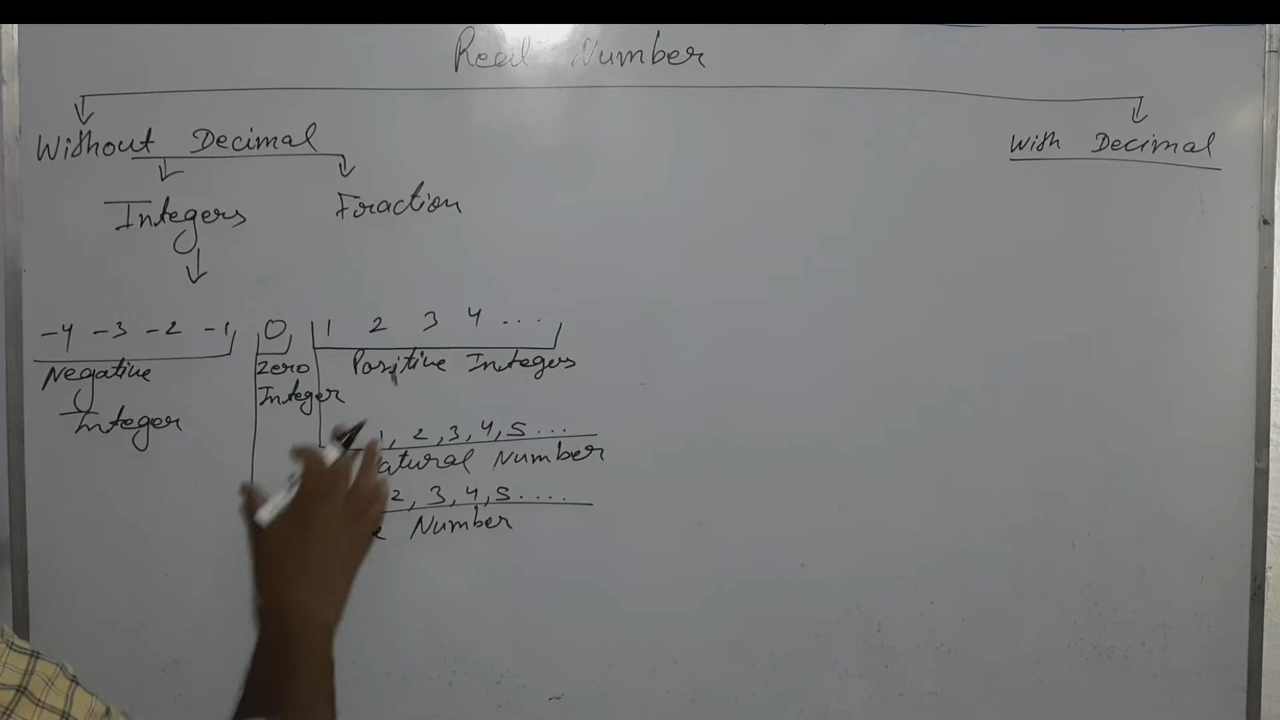 Real Number
Without Decimal
With Decimal
Integers
Fraction
-4 -3 -2 -1 0 1 2 3 4 ...
Negative Integer
Zero Integer
Positive Integers
1, 2, 3, 4, 5 ...
Number
2, 3, 4, 5 ....
Number